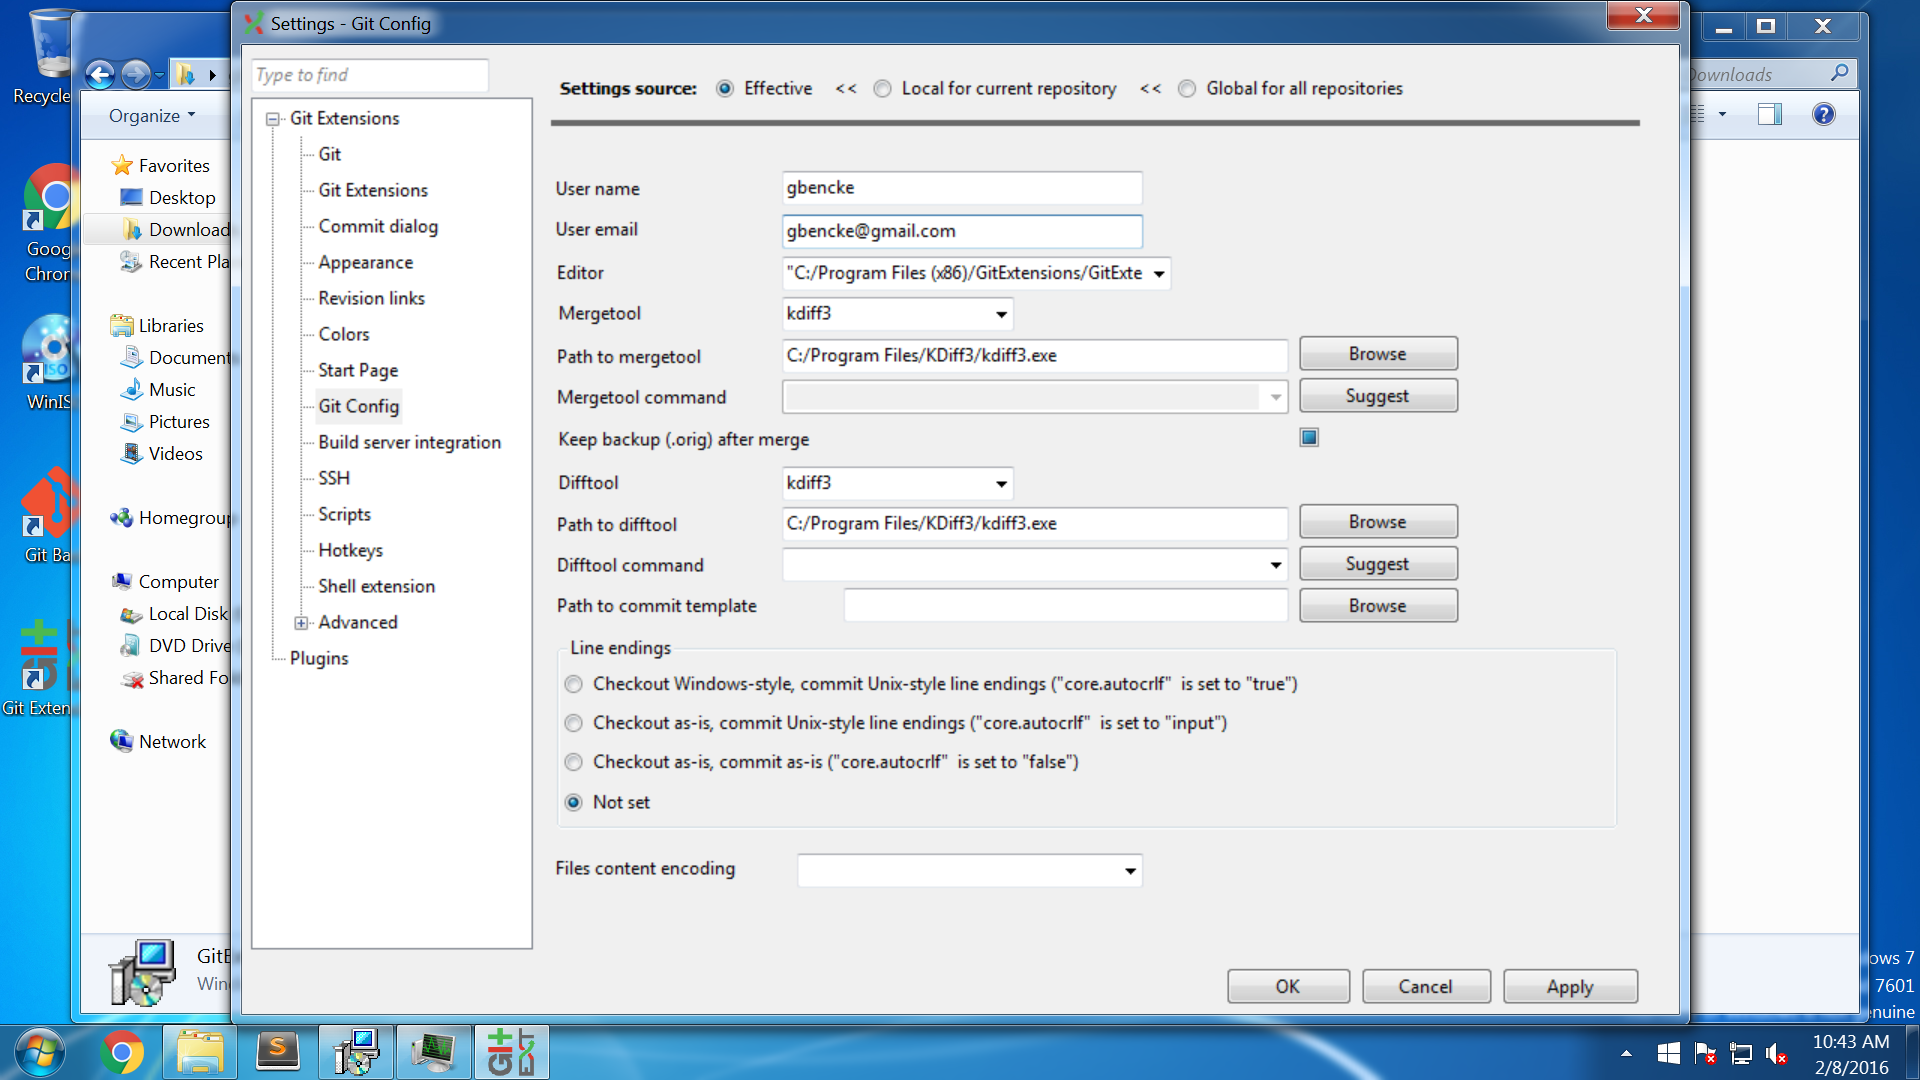 Settings - Git Config
Recycle
Downloads
Type to find
Settings source: Effective << Local for current repository << Global for all repositories
Organize
Favorites
Desktop
Download
Recent Pla
Libraries
Document
Music
Pictures
Videos
Homegroup
Computer
Local Disk
DVD Drive
Shared Fo
Network
Goog
Chron
WinIS
ISO
Git Ba
Git Exten
Git Extensions
Git
Git Extensions
Commit dialog
Appearance
Revision links
Colors
Start Page
Git Config
Build server integration
SSH
Scripts
Hotkeys
Shell extension
Advanced
Plugins
User name gbencke
User email gbencke@gmail.com
Editor "C:/Program Files (x86)/GitExtensions/GitExte
Mergetool kdiff3
Path to mergetool C:/Program Files/KDiff3/kdiff3.exe Browse
Mergetool command Suggest
Keep backup (.orig) after merge
Difftool kdiff3
Path to difftool C:/Program Files/KDiff3/kdiff3.exe Browse
Difftool command Suggest
Path to commit template Browse
Line endings
Checkout Windows-style, commit Unix-style line endings ("core.autocrlf" is set to "true")
Checkout as-is, commit Unix-style line endings ("core.autocrlf" is set to "input")
Checkout as-is, commit as-is ("core.autocrlf" is set to "false")
Not set
Files content encoding
OK Cancel Apply
GitE
Win
ows 7
7601
enuine
10:43 AM
2/8/2016